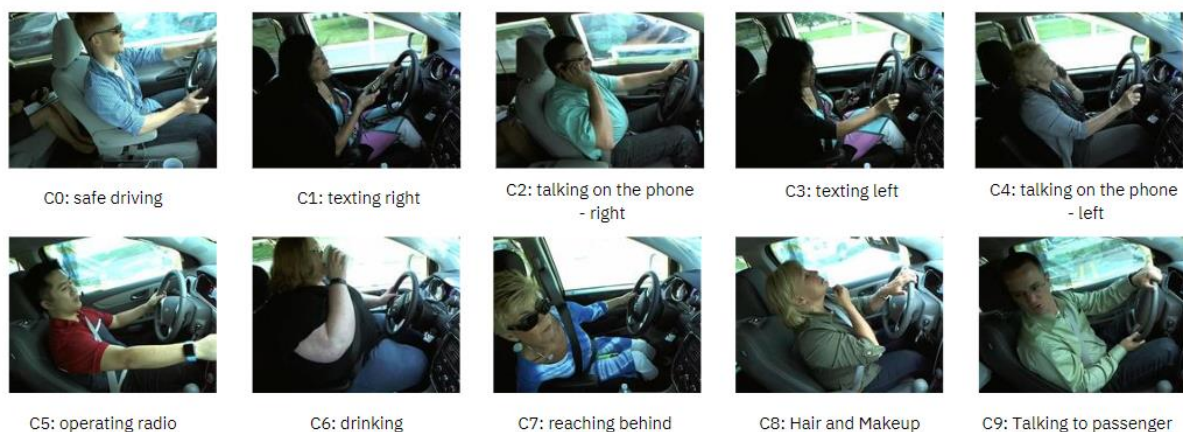 C0: safe driving
C1: texting right
C2: talking on the phone
- right
C3: texting left
C4: talking on the phone
- left
C5: operating radio
C6: drinking
C7: reaching behind
C8: Hair and Makeup
C9: Talking to passenger